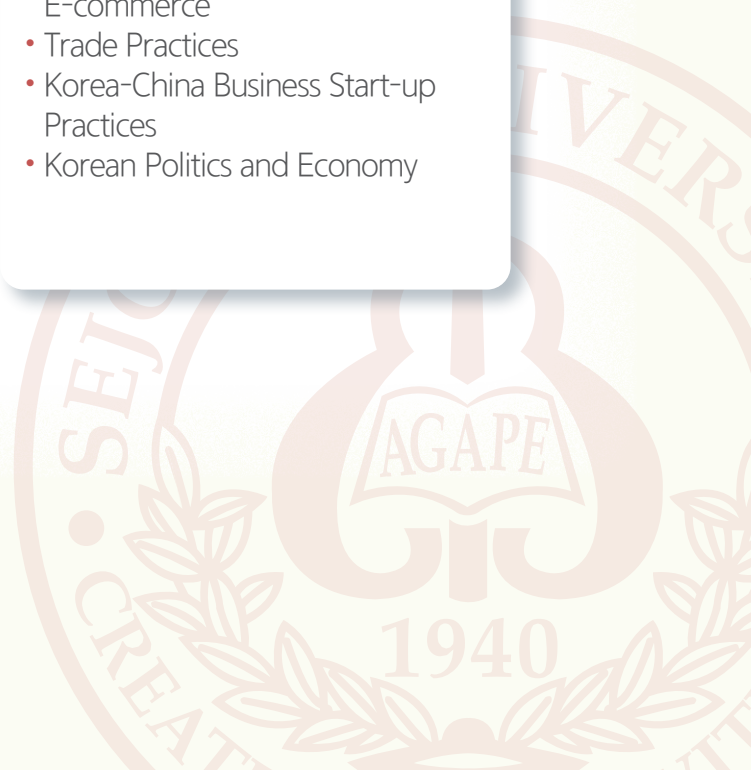 E-commerce
• Trade Practices
• Korea-China Business Start-up
Practices
• Korean Politics and Economy
AGAPE
1940